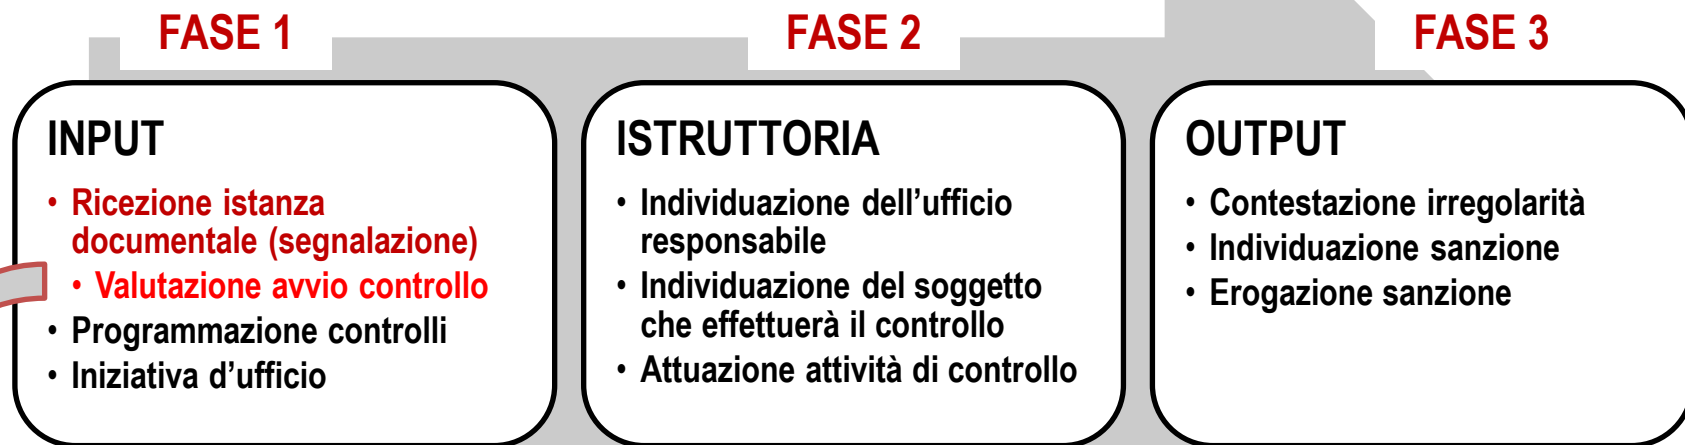 FASE 1
FASE 2
FASE 3
INPUT
• Ricezione istanza
documentale (segnalazione)
• Valutazione avvio controllo
• Programmazione controlli
• Iniziativa d’ufficio
ISTRUTTORIA
• Individuazione dell’ufficio
responsabile
• Individuazione del soggetto
che effettuerà il controllo
• Attuazione attività di controllo
OUTPUT
• Contestazione irregolarità
• Individuazione sanzione
• Erogazione sanzione